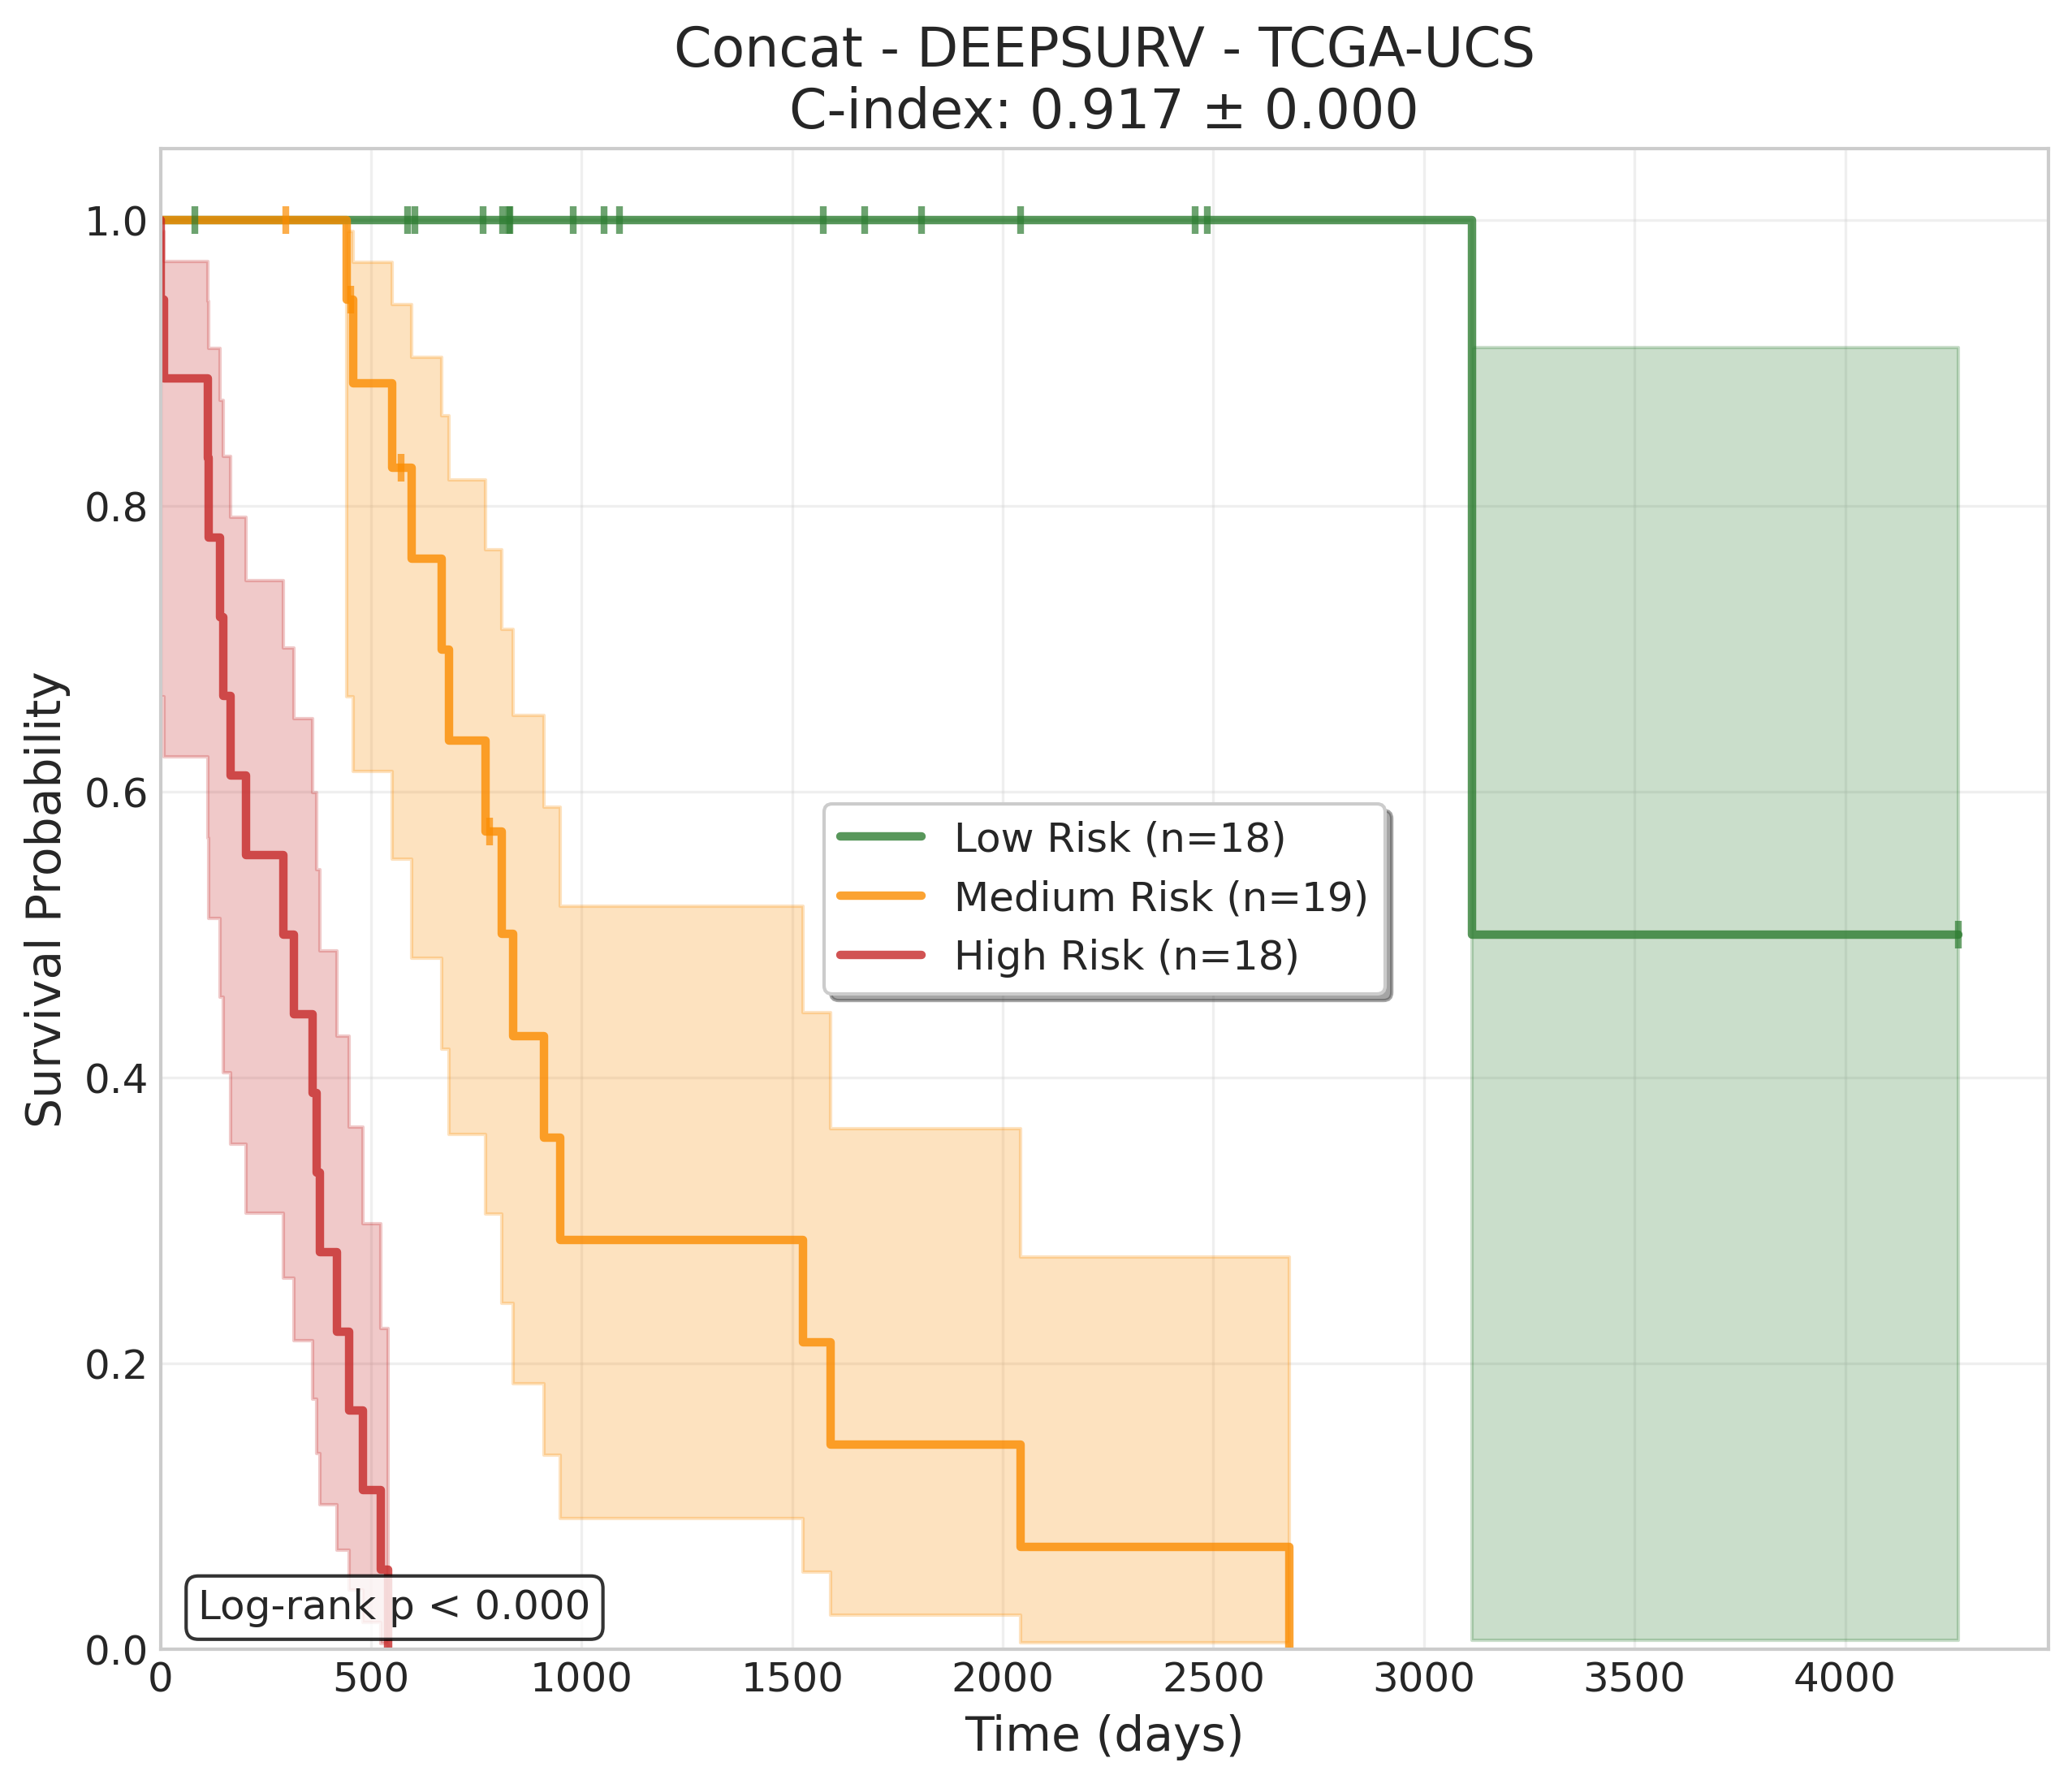 Concat - DEEPSURV - TCGA-UCS
C-index: 0.917 ± 0.000
Survival Probability
1.0
0.8
0.6
0.4
0.2
0.0
Low Risk (n=18)
Medium Risk (n=19)
High Risk (n=18)
Log-rank p < 0.000
0 500 1000 1500 2000 2500 3000 3500 4000
Time (days)